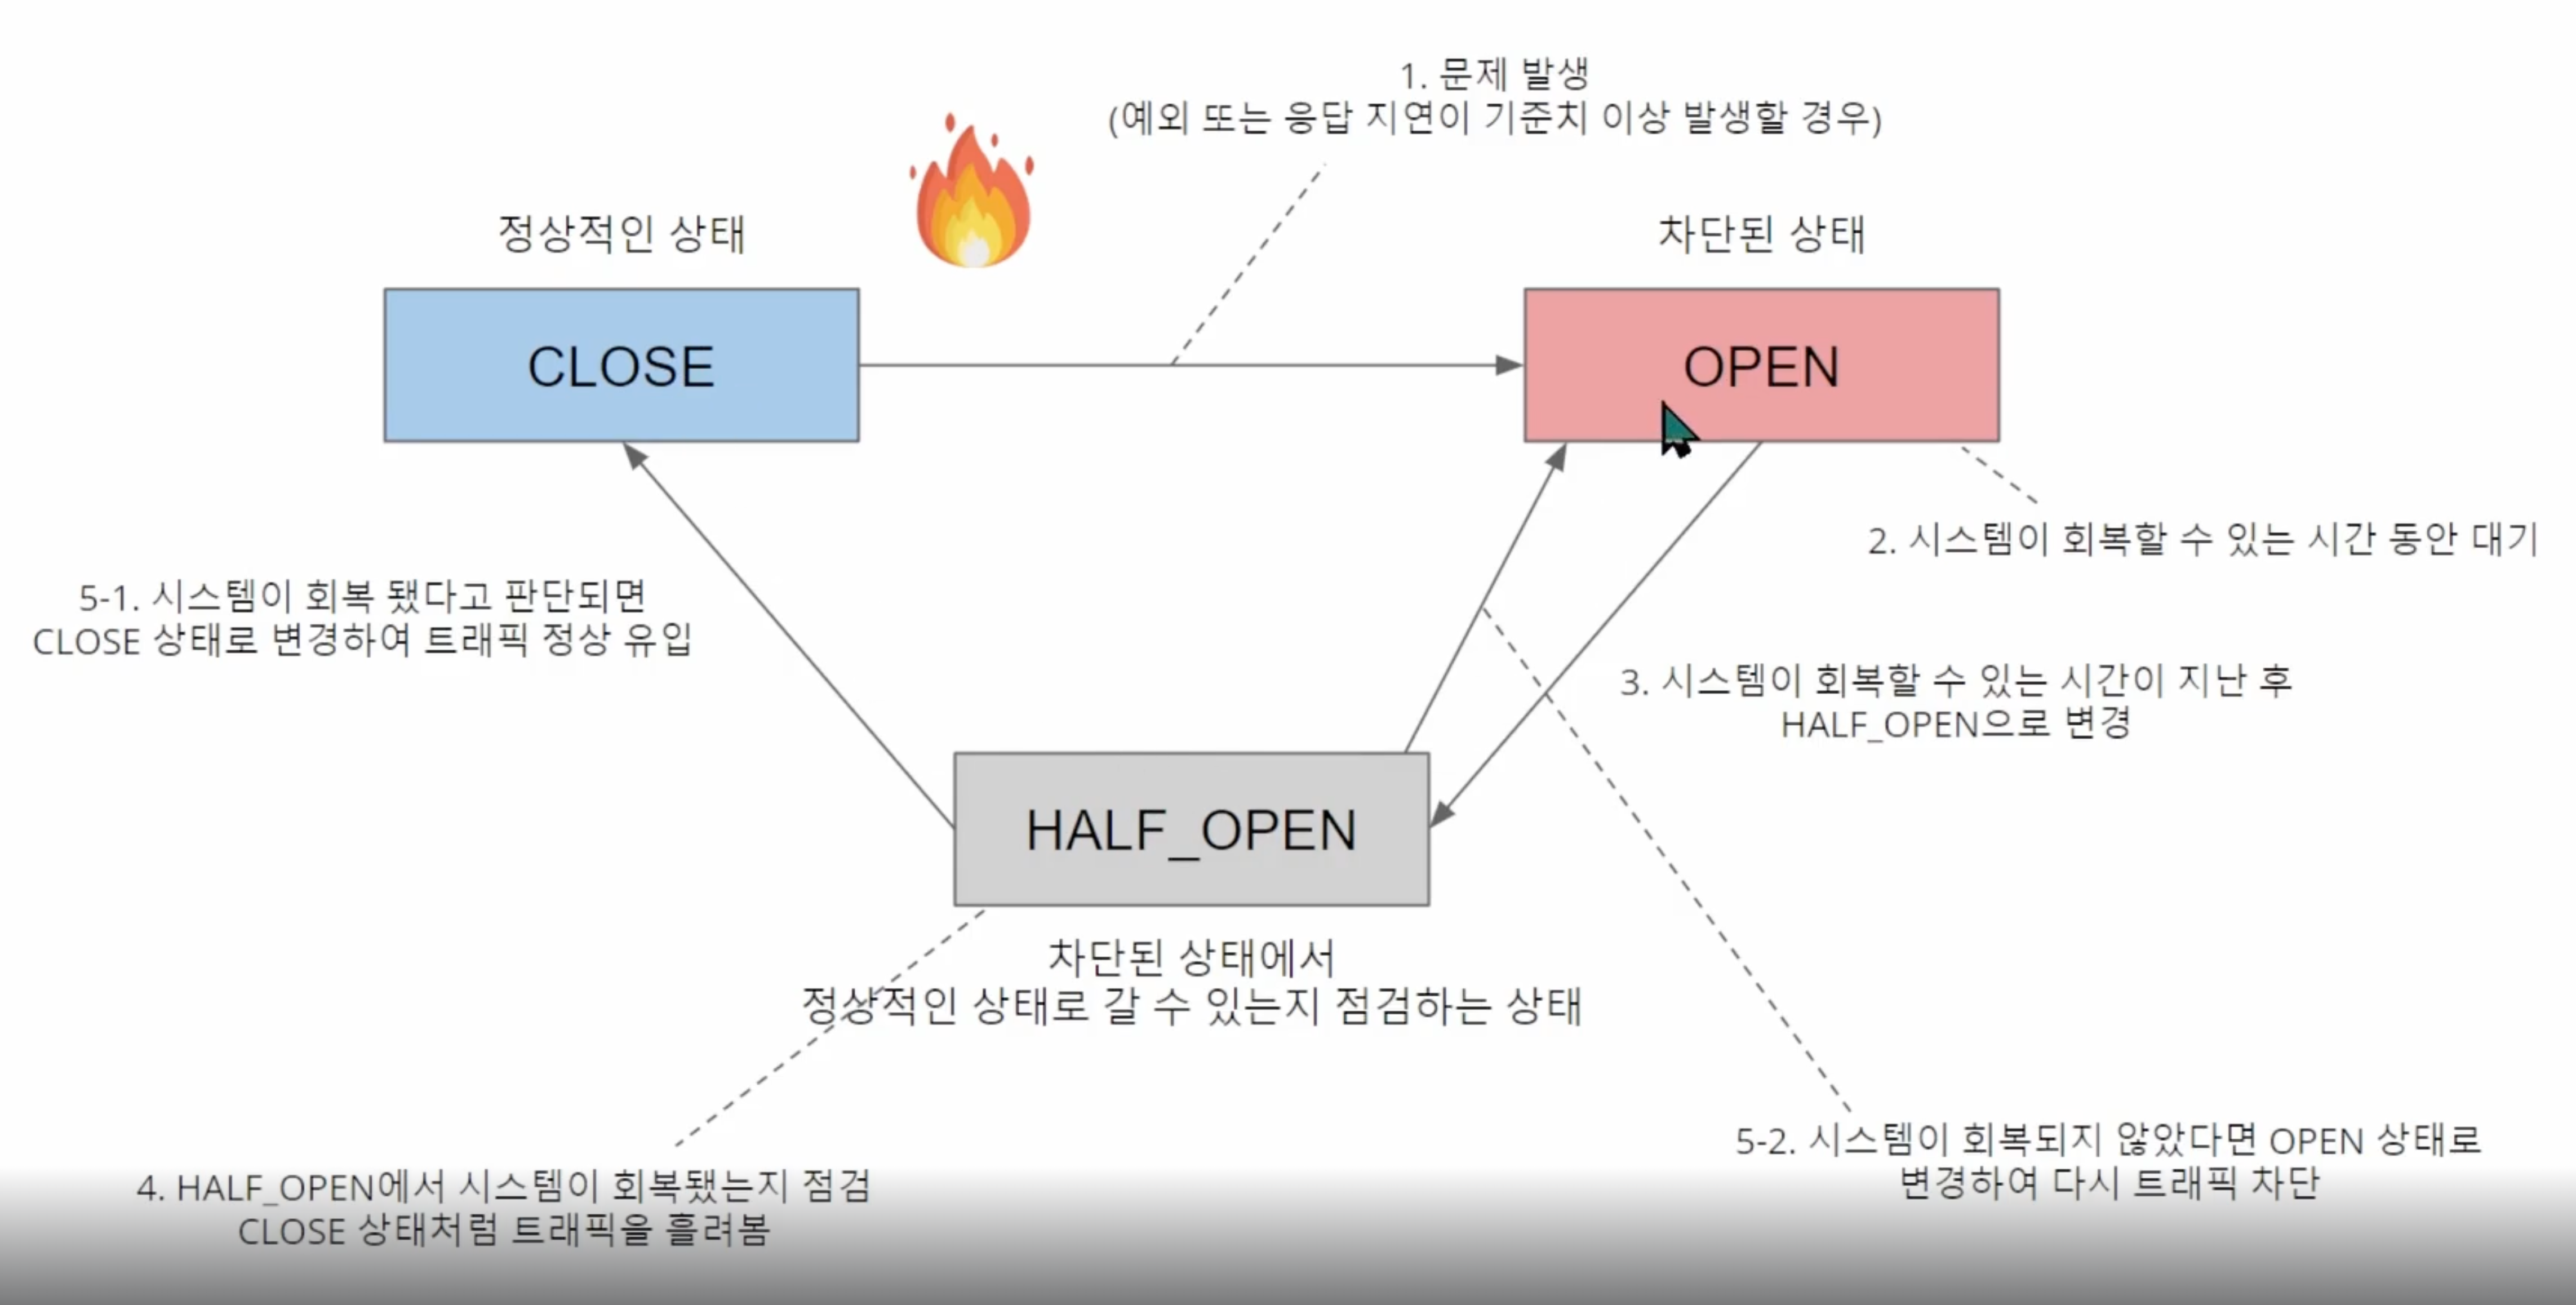 1. 문제 발생
(예외 또는 응답 지연이 기준치 이상 발생할 경우)
정상적인 상태
차단된 상태
CLOSE
OPEN
2. 시스템이 회복할 수 있는 시간 동안 대기
5-1. 시스템이 회복 됐다고 판단되면
CLOSE 상태로 변경하여 트래픽 정상 유입
3. 시스템이 회복할 수 있는 시간이 지난 후
HALF_OPEN으로 변경
HALF_OPEN
차단된 상태에서
정상적인 상태로 갈 수 있는지 점검하는 상태
5-2. 시스템이 회복되지 않았다면 OPEN 상태로
변경하여 다시 트래픽 차단
4. HALF_OPEN에서 시스템이 회복됐는지 점검
CLOSE 상태처럼 트래픽을 흘려봄